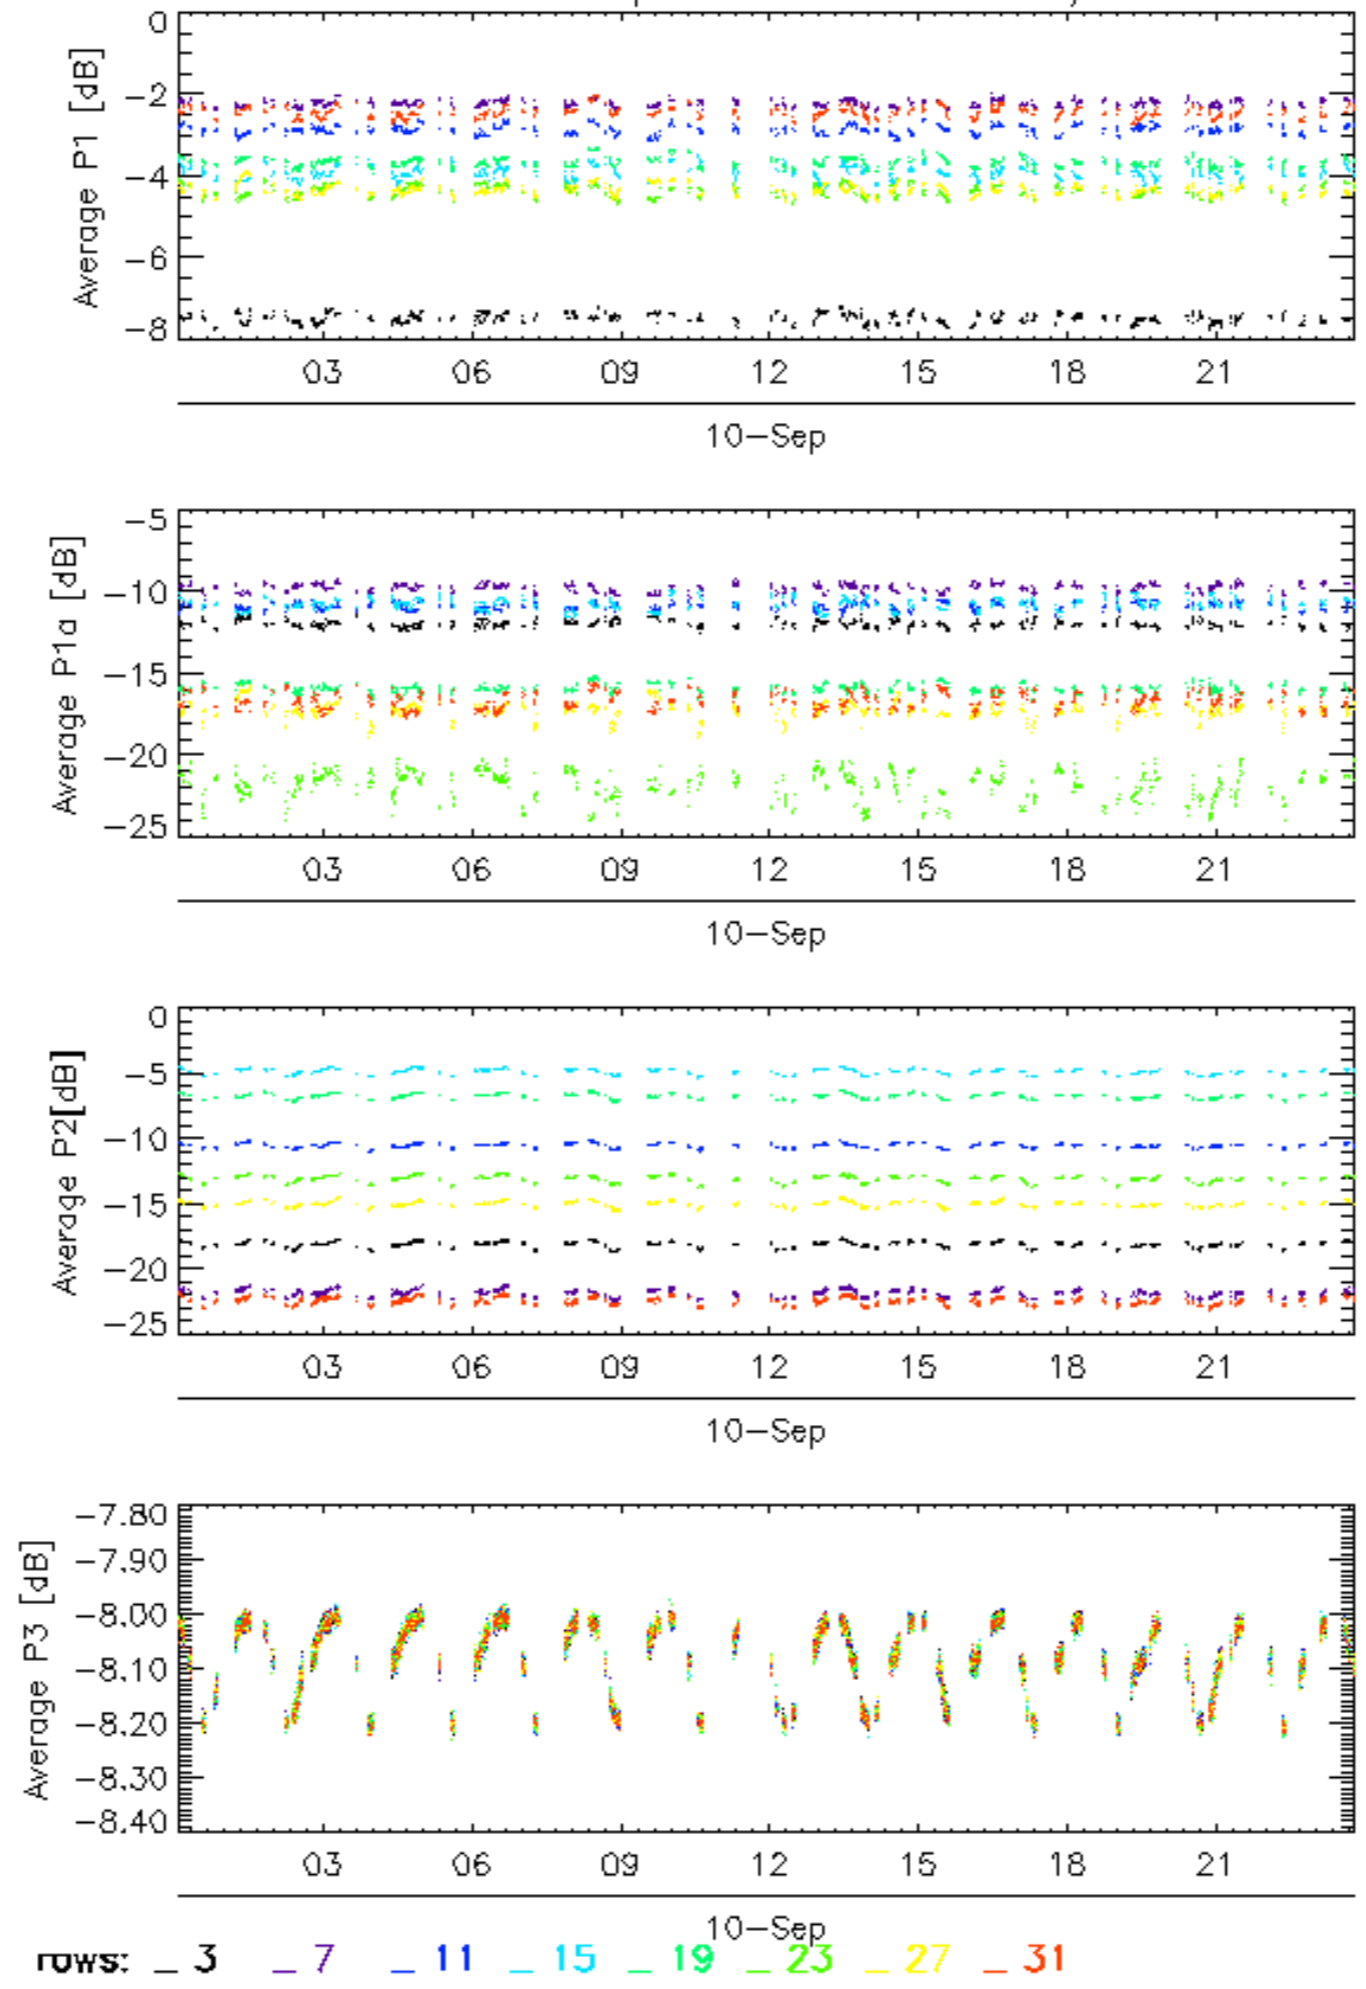 0
−2
−4
−6
−8
Average P1 [dB]
03 06 09 12 15 18 21
10−Sep
−5
−10
−15
−20
−25
Average P1a [dB]
03 06 09 12 15 18 21
10−Sep
0
−5
−10
−15
−20
−25
Average P2[dB]
03 06 09 12 15 18 21
10−Sep
−7.80
−7.90
−8.00
−8.10
−8.20
−8.30
−8.40
Average P3 [dB]
03 06 09 12 15 18 21
10−Sep
rows: _ 3 _ 7 _ 11 _ 15 _ 19 _ 23 _ 27 _ 31